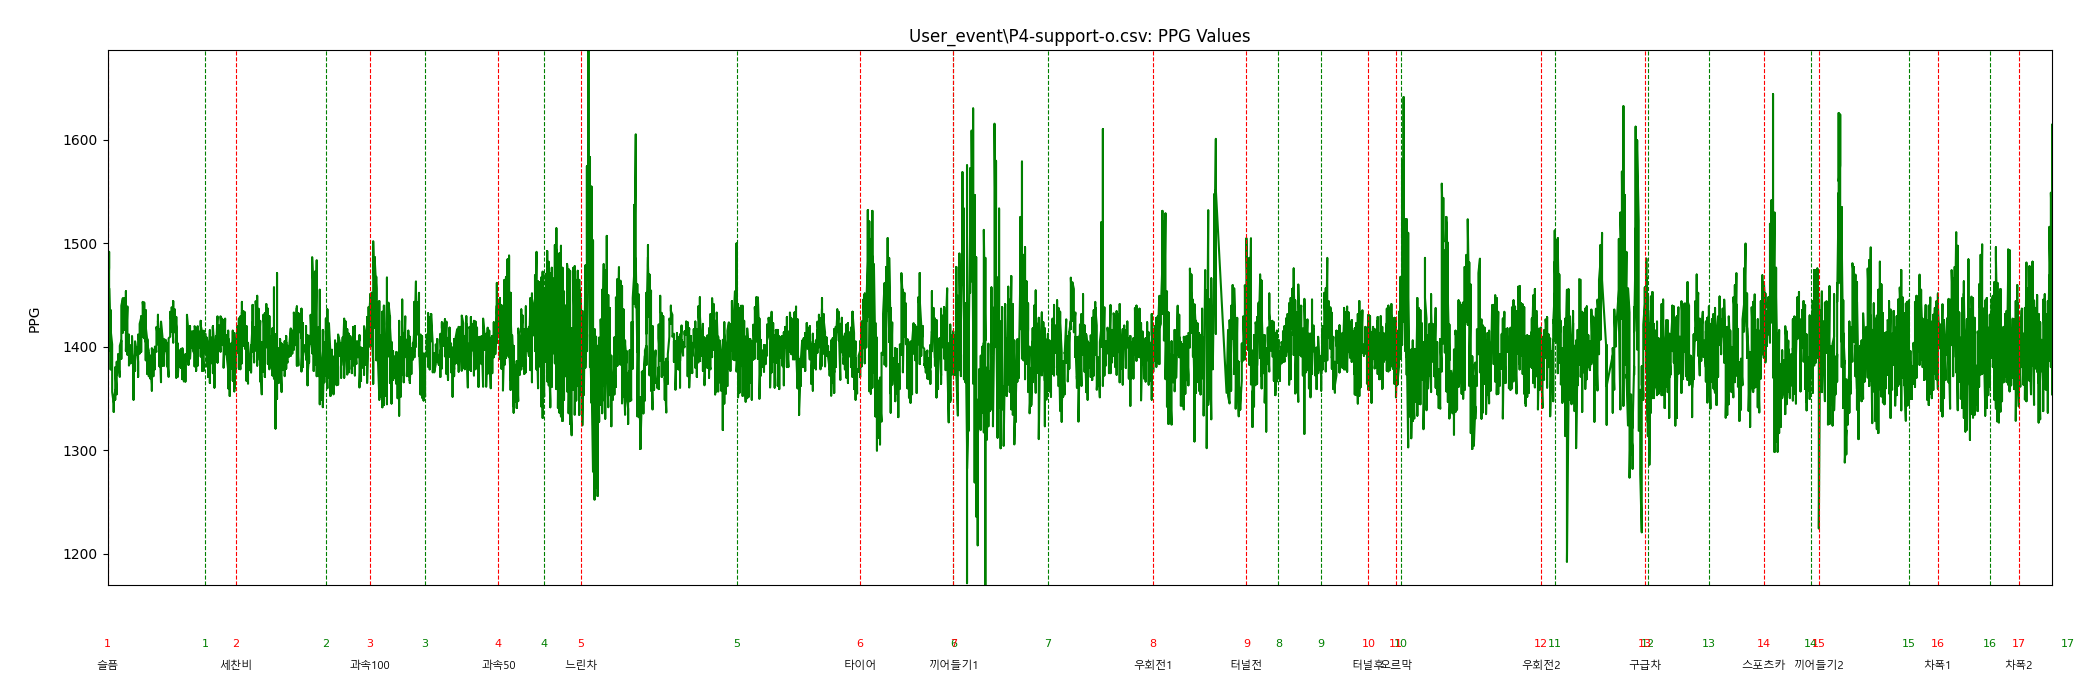 User_event\P4-support-o.csv: PPG Values
PPG
1600
1500
1400
1300
1200
1 1 2 2 3 3 4 4 5 5 6 6 7 7 8 9 8 9 10 11 10 12 11 13 12 13 14 14 15 15 16 16 17 17
슬픔 세찬비 과속100 과속50 느린차 타이어 끼어들기1 우회전1 터널전 터널후 오르막 우회전2 구급차 스포츠카 끼어들기2 차폭1 차폭2